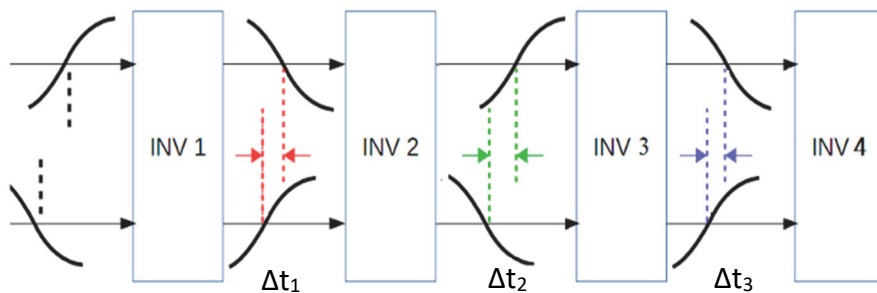 INV 1
INV 2
INV 3
INV 4
Δt₁
Δt₂
Δt₃